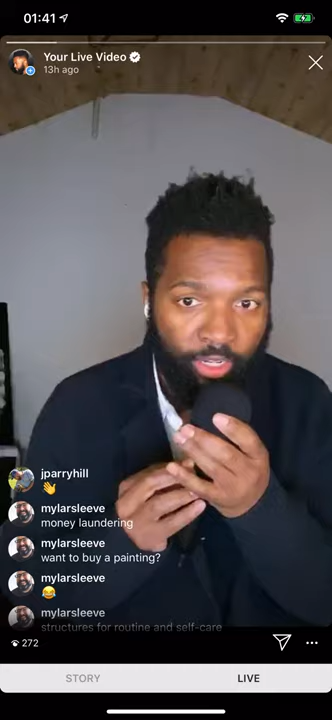 01:41
Your Live Video
13h ago
jparryhill
👋
mylarsleeve
money laundering
mylarsleeve
want to buy a painting?
mylarsleeve
😂
mylarsleeve
structures for routine and self-care
272
STORY
LIVE